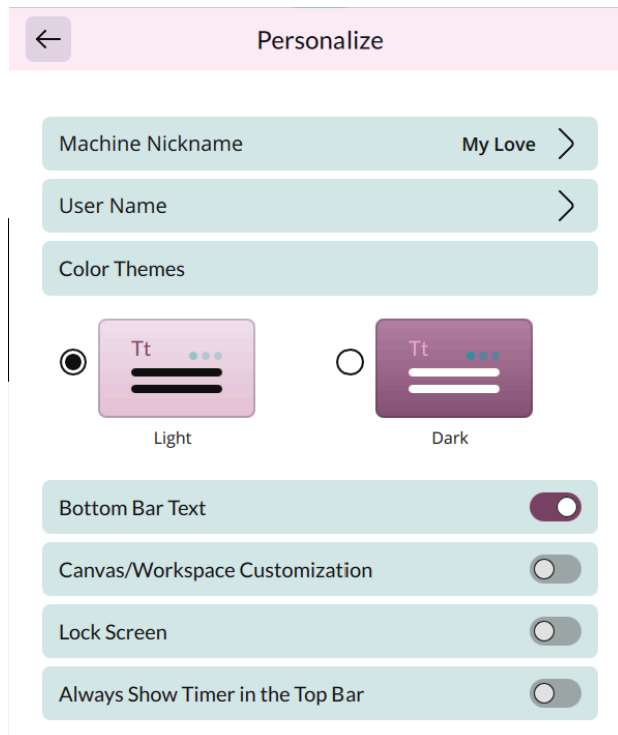 Personalize
Machine Nickname My Love
User Name
Color Themes
Tt Tt
Light Dark
Bottom Bar Text
Canvas/Workspace Customization
Lock Screen
Always Show Timer in the Top Bar